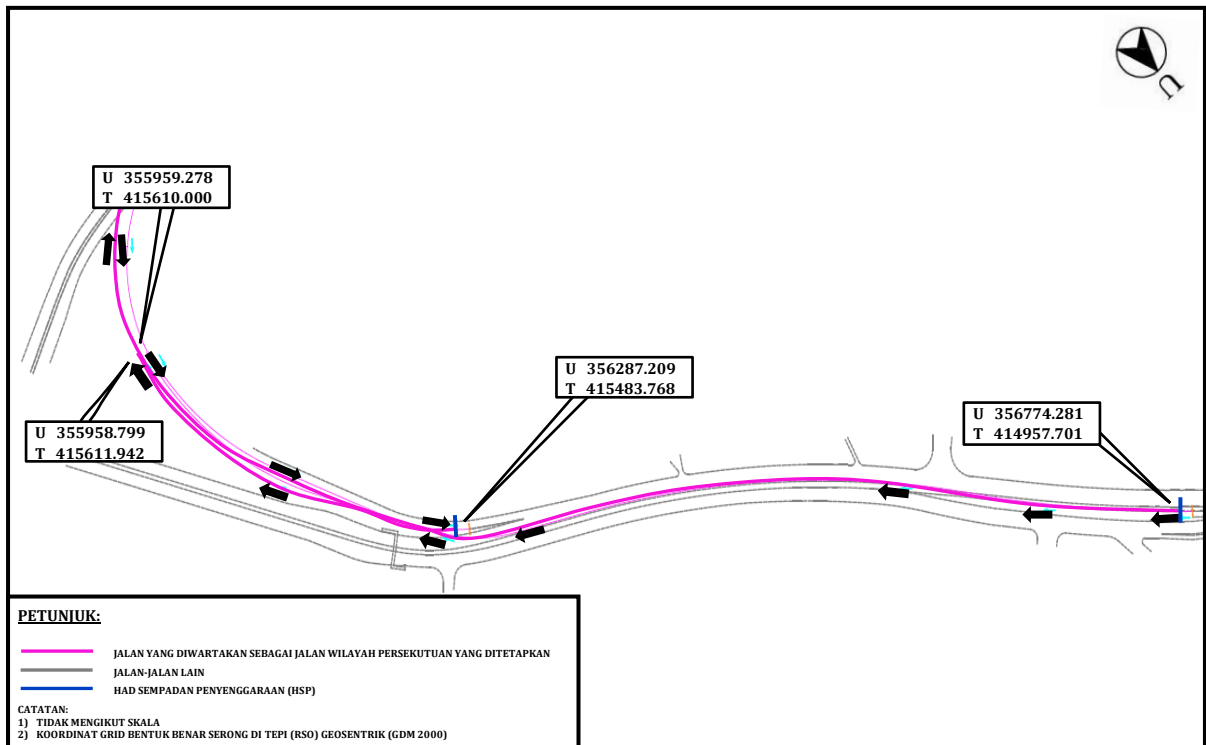 U
U 355959.278
T 415610.000
U 356287.209
T 415483.768
U 356774.281
T 414957.701
U 355958.799
T 415611.942
PETUNJUK:
JALAN YANG DIWARTAKAN SEBAGAI JALAN WILAYAH PERSEKUTUAN YANG DITETAPKAN
JALAN-JALAN LAIN
HAD SEMPADAN PENYENGGARAAN (HSP)
CATATAN:
1) TIDAK MENGIKUT SKALA
2) KOORDINAT GRID BENTUK BENAR SERONG DI TEPI (RSO) GEOSENTRIK (GDM 2000)